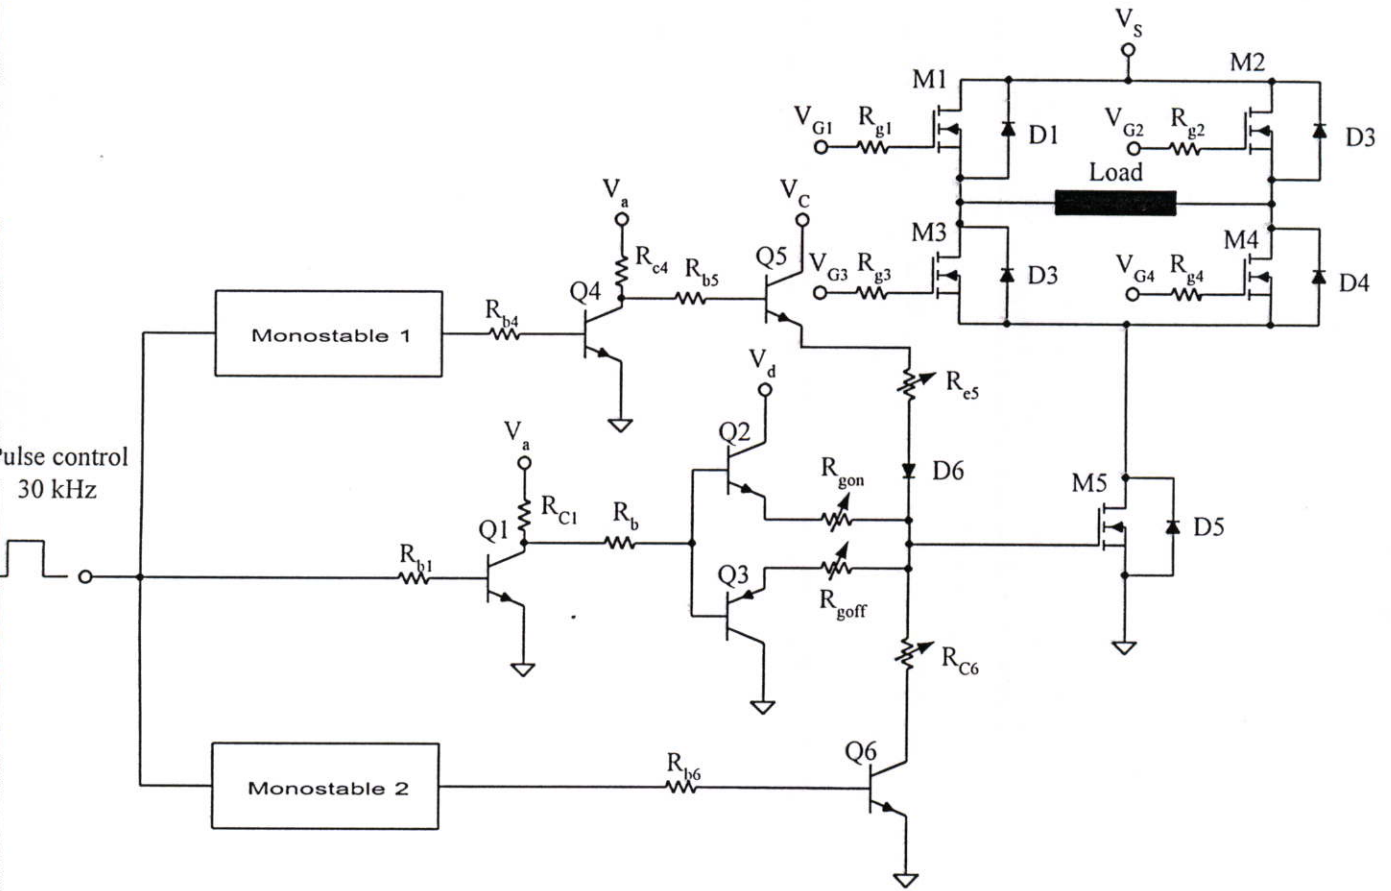 V_S
M1
M2
V_G1
R_g1
D1
V_G2
R_g2
D3
Load
V_a
V_C
R_c4
R_b5
Q5
Q4
M3
V_G3
R_g3
D3
M4
V_G4
R_g4
D4
Monostable 1
R_b4
V_d
R_e5
V_a
Q2
D6
Pulse control
30 kHz
R_gon
M5
R_C1
R_b
Q1
D5
R_b1
Q3
R_goff
R_C6
Q6
Monostable 2
R_b6